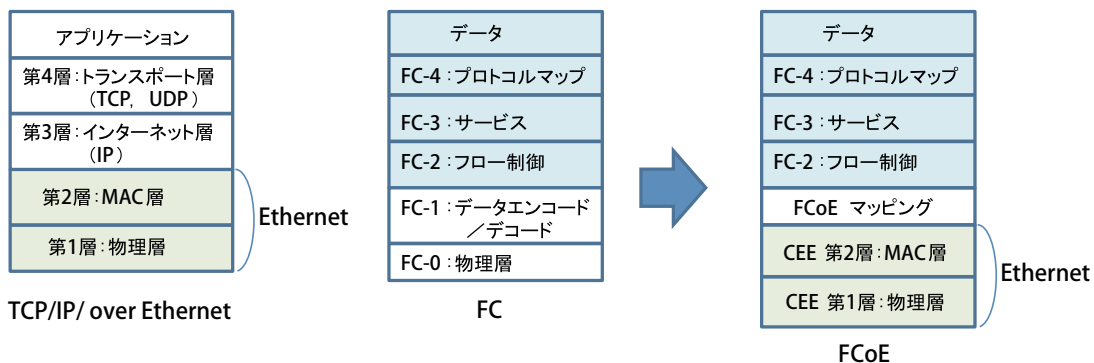 アプリケーション
第4層：トランスポート層
（TCP, UDP）
第3層：インターネット層
（IP）
第2層：MAC層
第1層：物理層
Ethernet
TCP/IP/ over Ethernet
データ
FC-4：プロトコルマップ
FC-3：サービス
FC-2：フロー制御
FC-1：データエンコード
／デコード
FC-0：物理層
FC
データ
FC-4：プロトコルマップ
FC-3：サービス
FC-2：フロー制御
FCoE マッピング
CEE 第2層：MAC層
CEE 第1層：物理層
Ethernet
FCoE